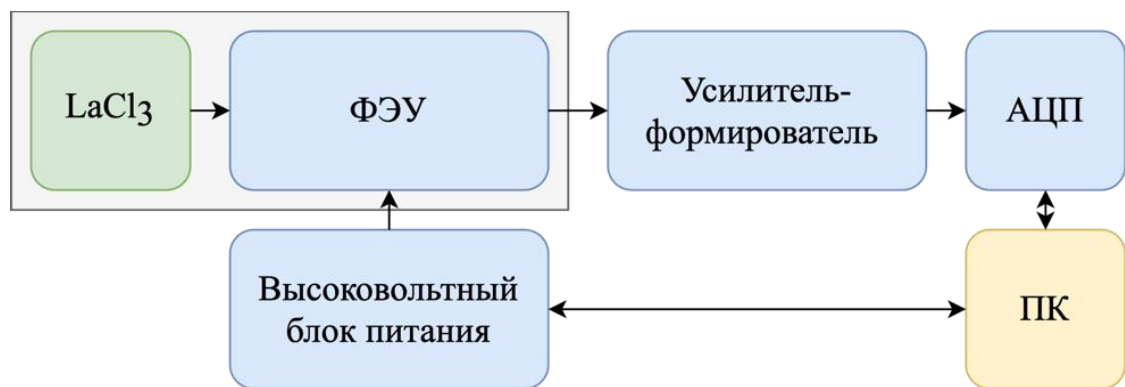 LaCl3
ФЭУ
Усилитель-
формирователь
АЦП
Высоковольтный
блок питания
ПК